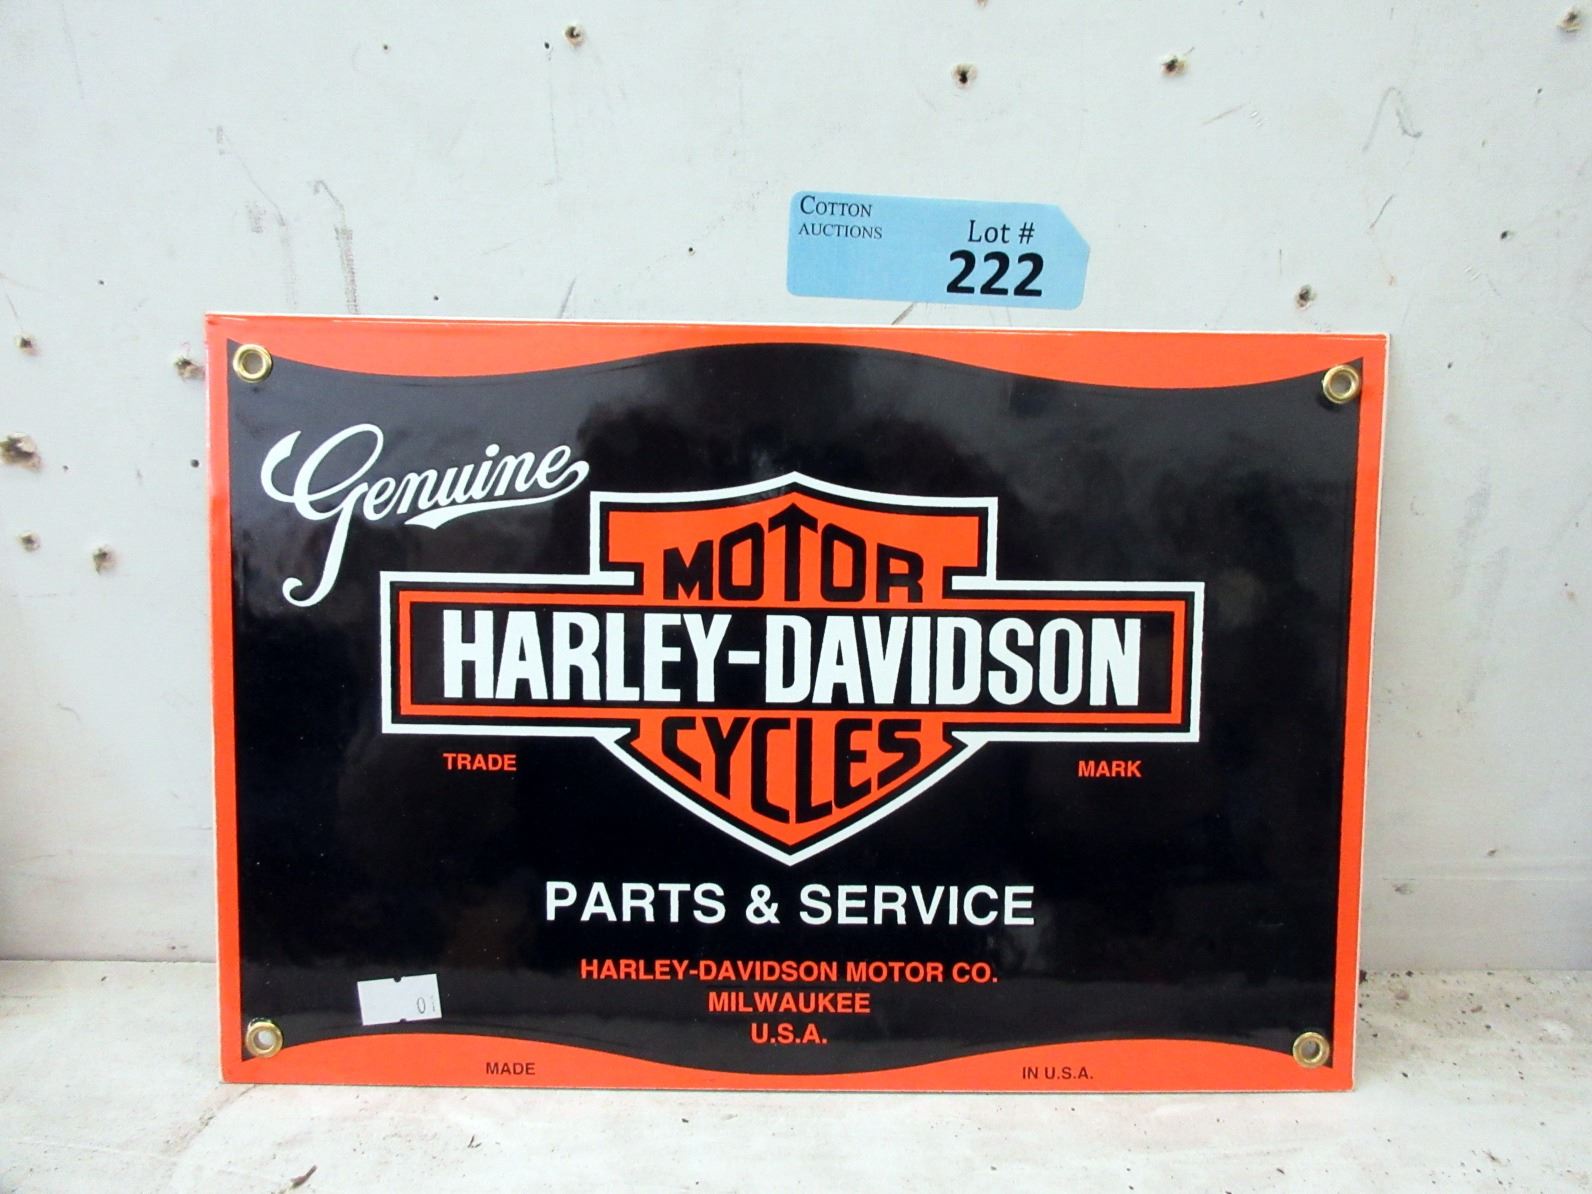 COTTON
AUCTIONS
Lot #
222
Genuine
MOTOR
HARLEY-DAVIDSON
CYCLES
TRADE MARK
PARTS & SERVICE
HARLEY-DAVIDSON MOTOR CO.
MILWAUKEE
U.S.A.
01
MADE IN U.S.A.